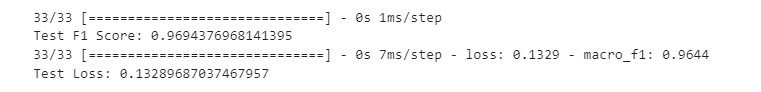 33/33 [==============================] - 0s 1ms/step
Test F1 Score: 0.9694376968141395
33/33 [==============================] - 0s 7ms/step - loss: 0.1329 - macro_f1: 0.9644
Test Loss: 0.13289687037467957